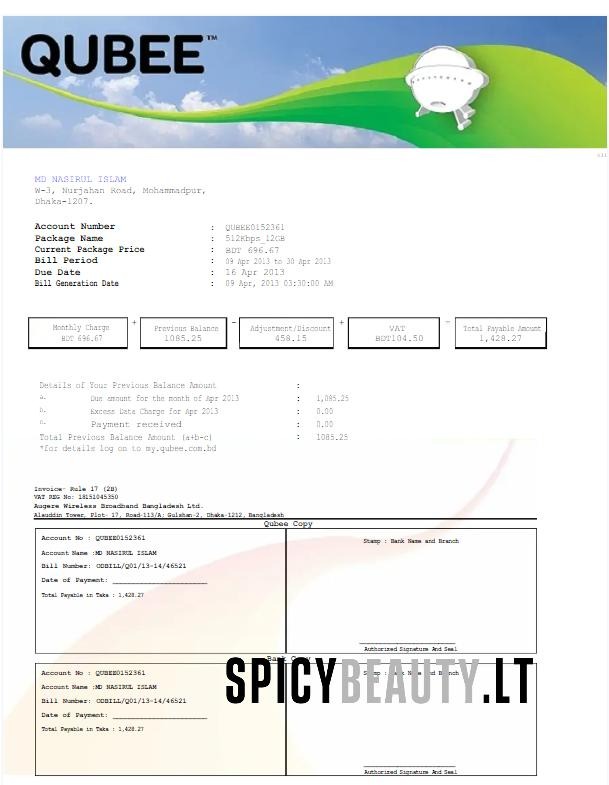 QUBEE™
MD NASIRUL ISLAM
W-3, Nurjahan Road, Mohammadpur,
Dhaka-1207.
Account Number : QUBEE0152361
Package Name : 512Kbps_12GB
Current Package Price : BDT 696.67
Bill Period : 09 Apr 2013 to 30 Apr 2013
Due Date : 16 Apr 2013
Bill Generation Date : 09 Apr, 2013 03:30:00 AM
Monthly Charge + Previous Balance - Adjustment/Discount + VAT = Total Payable Amount
BDT 696.67 1085.25 458.15 BDT104.50 1,428.27
Details of Your Previous Balance Amount :
a. Due amount for the month of Apr 2013 : 1,085.25
b. Excess Data Charge for Apr 2013 : 0.00
c. Payment received : 0.00
Total Previous Balance Amount (a+b-c) : 1085.25
*for details log on to my.qubee.com.bd
Invoice- Rule 17 (2B)
VAT REG No: 18151045350
Augere Wireless Broadband Bangladesh Ltd.
Alauddin Tower, Plot- 17, Road-113/A; Gulshan-2, Dhaka-1212, Bangladesh
Qubee Copy
Account No : QUBEE0152361
Stamp : Bank Name and Branch
Account Name :MD NASIRUL ISLAM
Bill Number: ODBILL/Q01/13-14/46521
Date of Payment:
Total Payable in Taka : 1,428.27
Authorized Signature And Seal
Bank Copy
Account No : QUBEE0152361
Stamp : Bank Name and Branch
Account Name :MD NASIRUL ISLAM
SPICYBEAUTY.LT
Bill Number: ODBILL/Q01/13-14/46521
Date of Payment:
Total Payable in Taka : 1,428.27
Authorized Signature And Seal